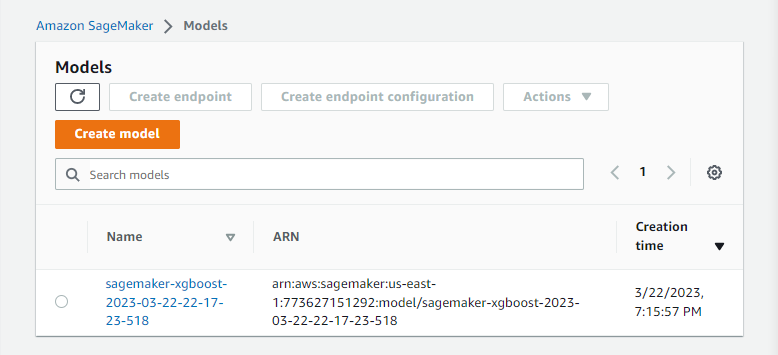 Amazon SageMaker > Models
Models
Create endpoint Create endpoint configuration Actions
Create model
Search models
1
Name ARN Creation
time
sagemaker-xgboost-
2023-03-22-22-17-
23-518
arn:aws:sagemaker:us-east-
1:773627151292:model/sagemaker-xgboost-2023-
03-22-22-17-23-518
3/22/2023,
7:15:57 PM